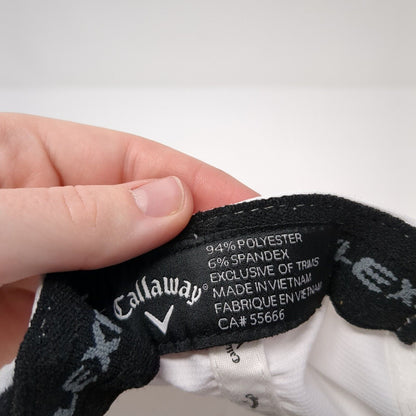 Callaway®
94% POLYESTER
6% SPANDEX
EXCLUSIVE OF TRIMS
MADE IN VIETNAM
FABRIQUE EN VIETNAM
CA# 55666